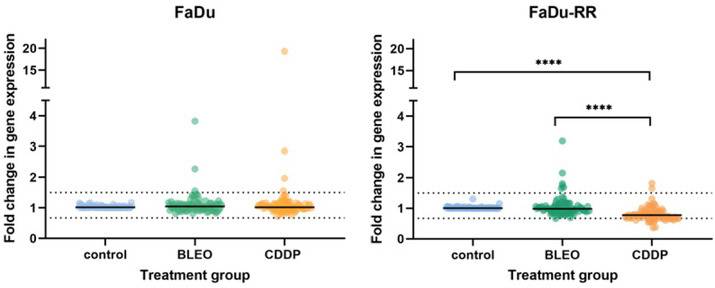 FaDu
Fold change in gene expression
20
15
4
3
2
1
0
control
BLEO
CDDP
Treatment group
FaDu-RR
Fold change in gene expression
20
15
4
3
2
1
0
****
****
control
BLEO
CDDP
Treatment group